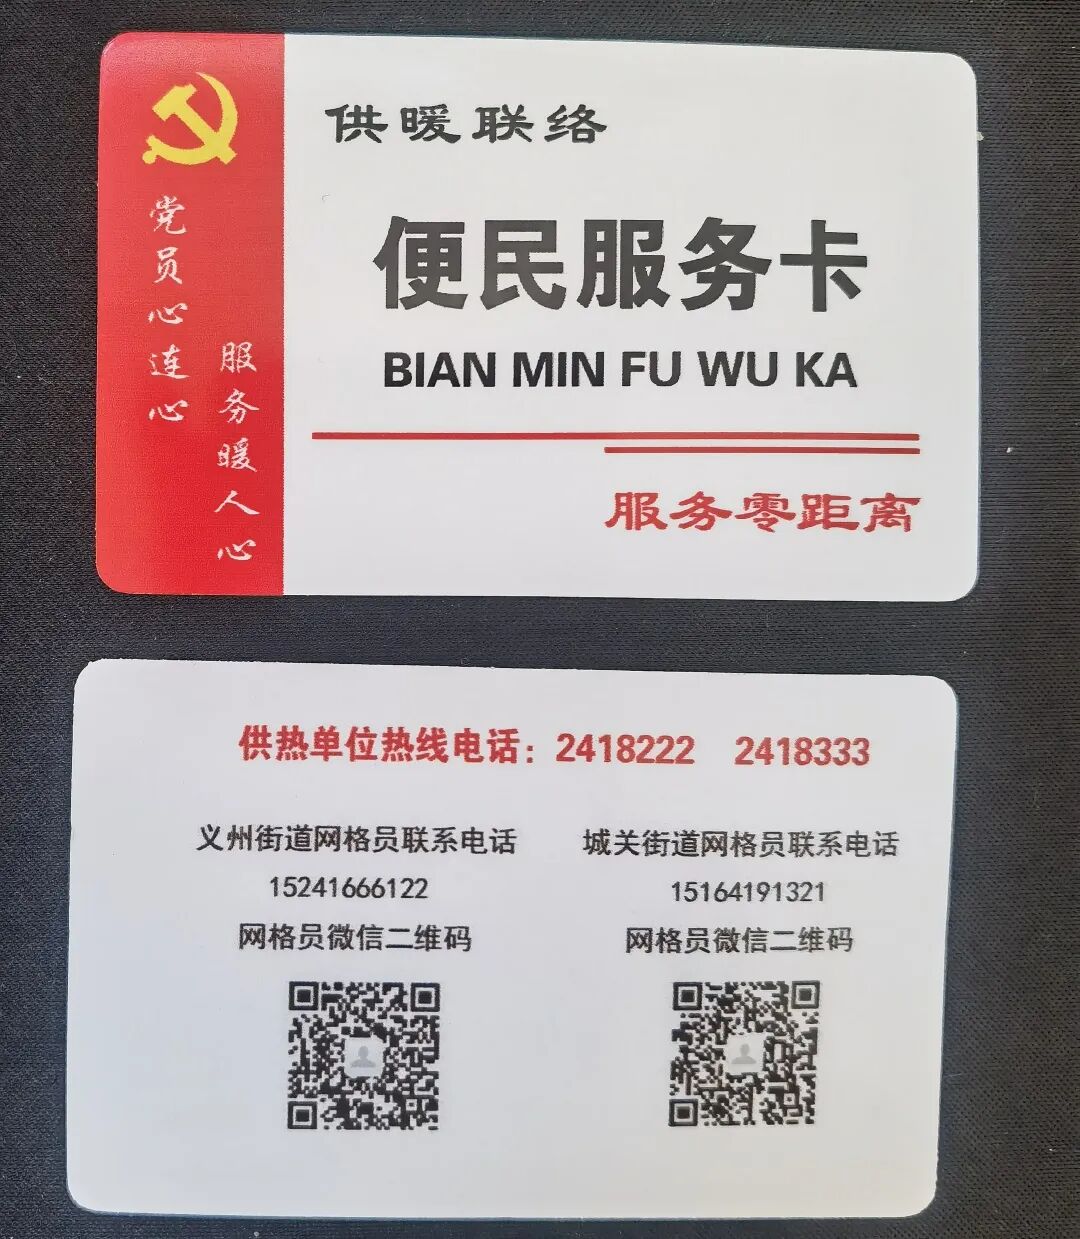 党员心连心
服务暖人心
供暖联络
便民服务卡
BIAN MIN FU WU KA
服务零距离
供热单位热线电话：2418222 2418333
义州街道网格员联系电话
15241666122
网格员微信二维码
城关街道网格员联系电话
15164191321
网格员微信二维码